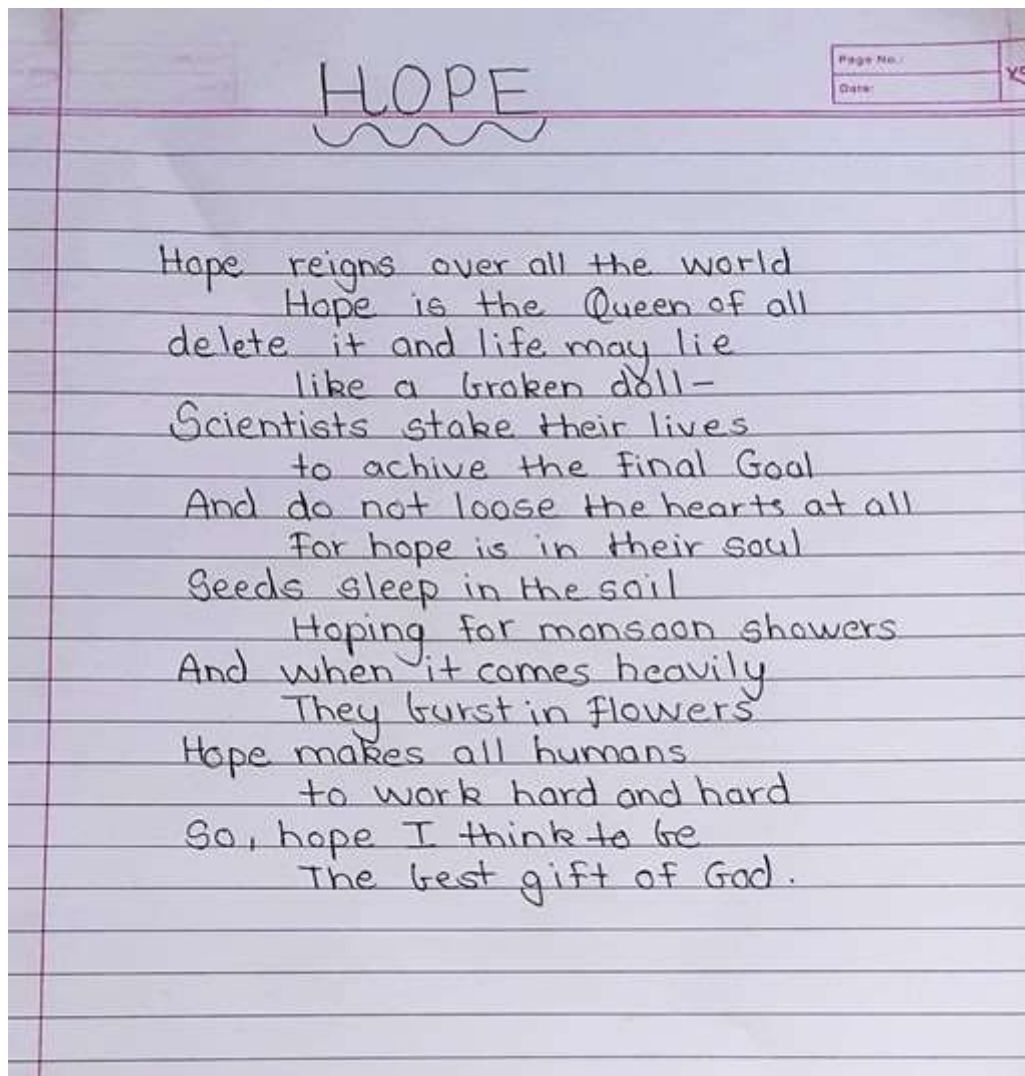 HOPE
Page No.:
Date:
Hope reigns over all the world
Hope is the Queen of all
delete it and life may lie
like a broken doll-
Scientists stake their lives
to achive the final Goal
And do not loose the hearts at all
for hope is in their soul
Seeds sleep in the soil
Hoping for monsoon showers
And when it comes heavily
They burst in flowers
Hope makes all humans
to work hard and hard
So, hope I think to be
The best gift of God.